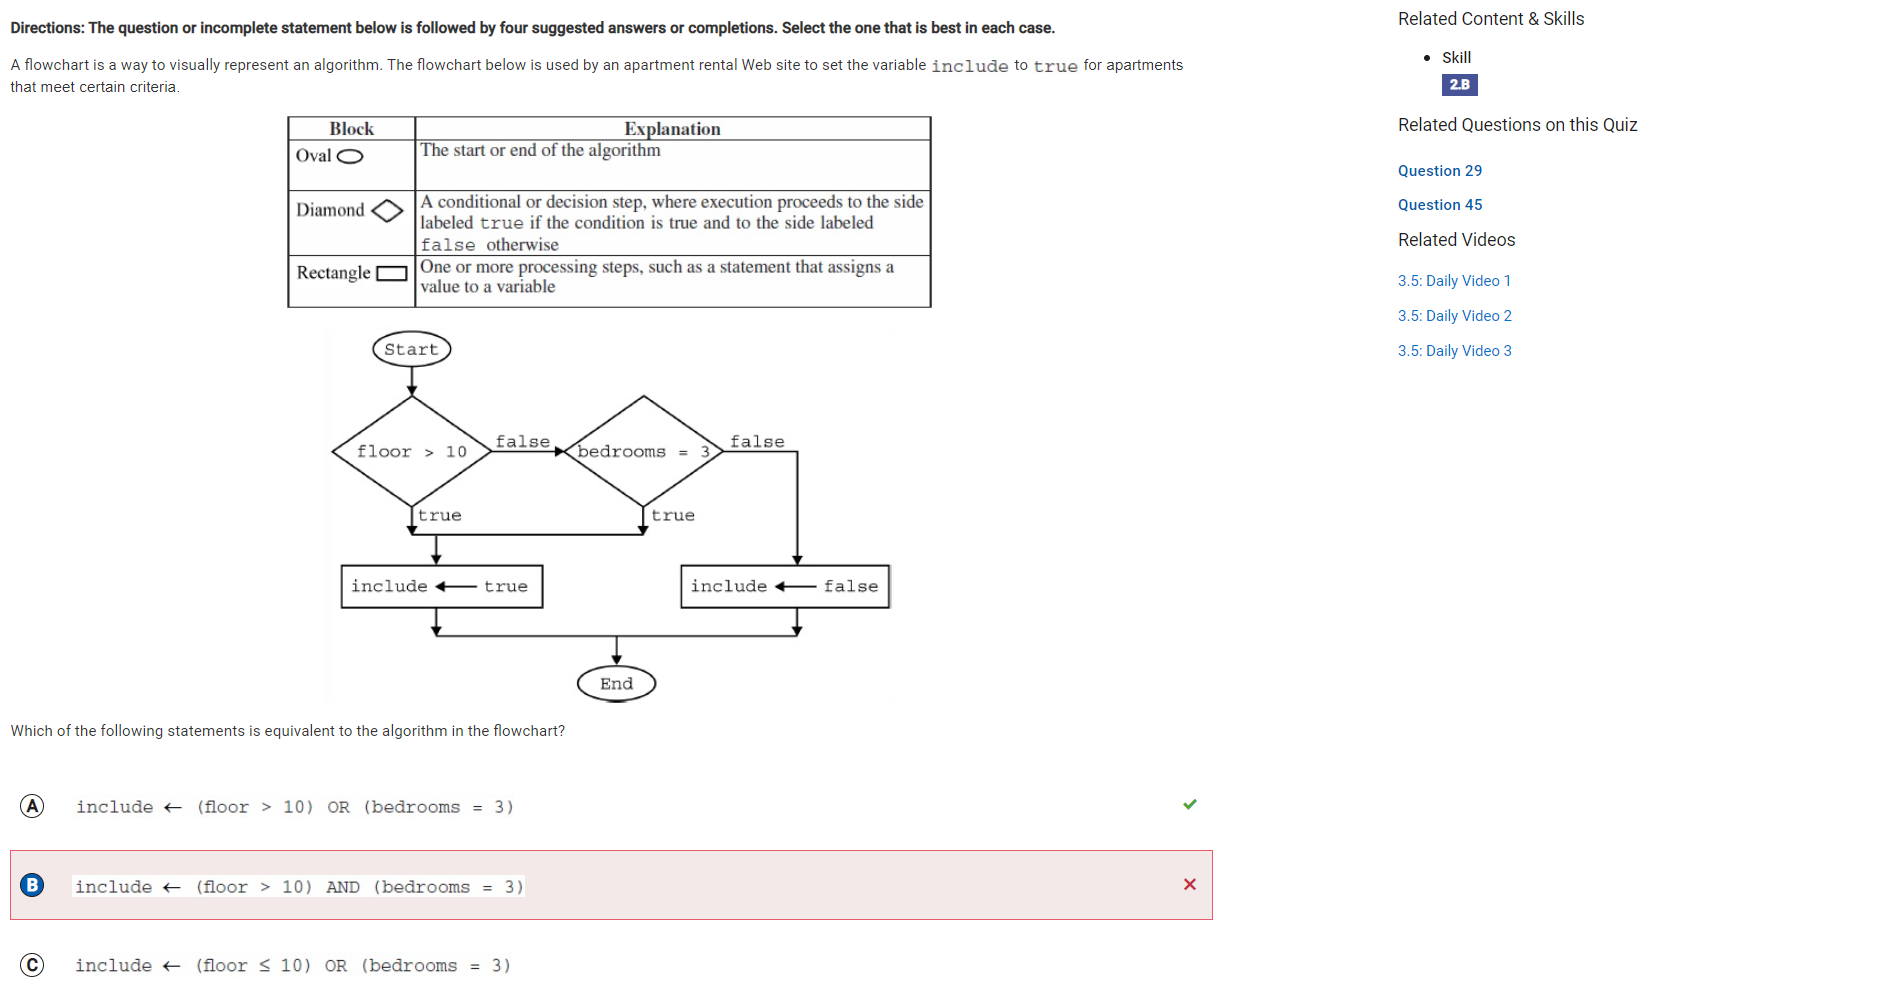 Directions: The question or incomplete statement below is followed by four suggested answers or completions. Select the one that is best in each case.
A flowchart is a way to visually represent an algorithm. The flowchart below is used by an apartment rental Web site to set the variable include to true for apartments
that meet certain criteria.
Block
Explanation
Oval
The start or end of the algorithm
Diamond
A conditional or decision step, where execution proceeds to the side
labeled true if the condition is true and to the side labeled
false otherwise
Rectangle
One or more processing steps, such as a statement that assigns a
value to a variable
Start
floor > 10
false
bedrooms = 3
false
true
true
include ← true
include ← false
End
Which of the following statements is equivalent to the algorithm in the flowchart?
A include ← (floor > 10) OR (bedrooms = 3)
B include ← (floor > 10) AND (bedrooms = 3)
C include ← (floor ≤ 10) OR (bedrooms = 3)
Related Content & Skills
• Skill
2.B
Related Questions on this Quiz
Question 29
Question 45
Related Videos
3.5: Daily Video 1
3.5: Daily Video 2
3.5: Daily Video 3